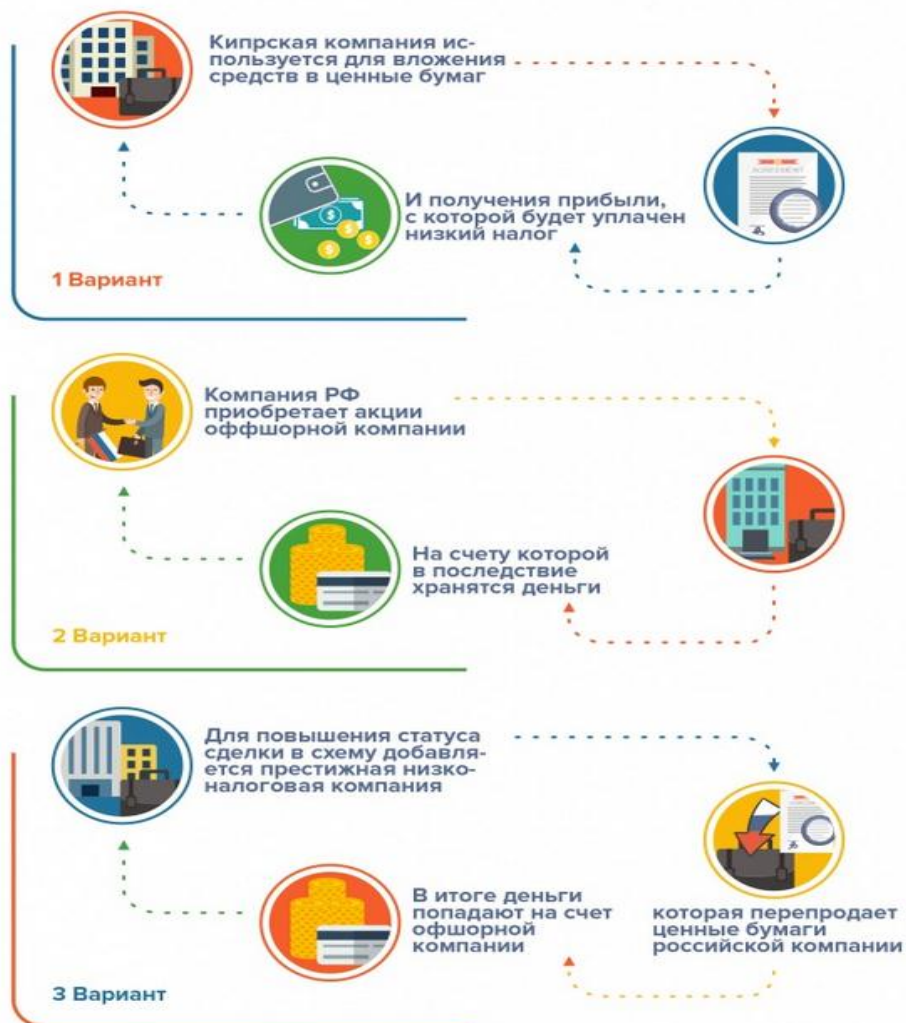 Кипрская компания ис-
пользуется для вложения
средств в ценные бумаг
И получения прибыли,
с которой будет уплачен
низкий налог
1 Вариант
Компания РФ
приобретает акции
оффшорной компании
На счету которой
в последствие
хранятся деньги
2 Вариант
Для повышения статуса
сделки в схему добавля-
ется престижная низко-
налоговая компания
которая перепродает
ценные бумаги
российской компании
В итоге деньги
попадают на счет
офшорной
компании
3 Вариант